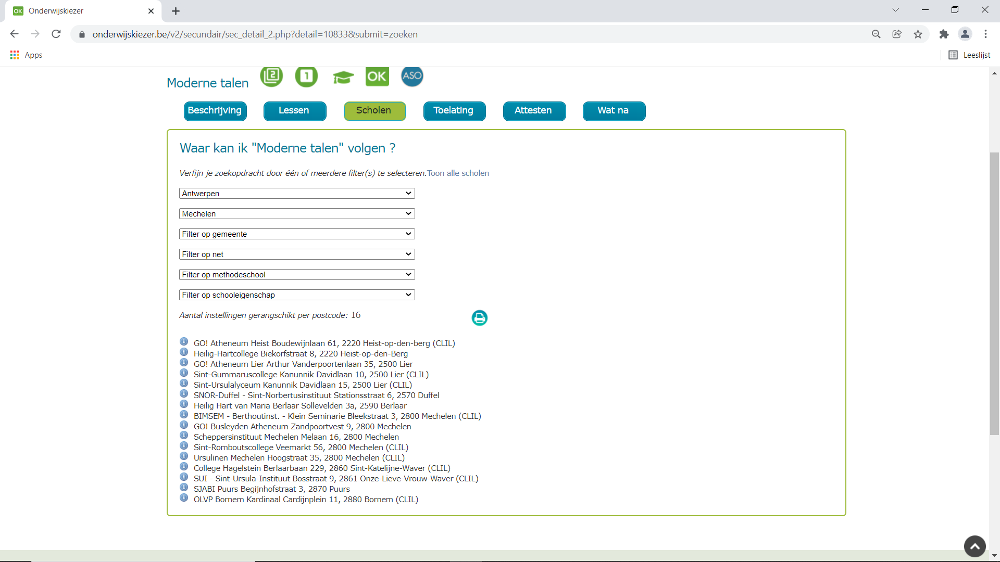 OK Onderwijskiezer
onderwijskiezer.be/v2/secundair/sec_detail_2.php?detail=10833&submit=zoeken
Apps
Leeslijst
Moderne talen 2 1 OK ASO
Beschrijving Lessen Scholen Toelating Attesten Wat na
Waar kan ik "Moderne talen" volgen ?
Verfijn je zoekopdracht door één of meerdere filter(s) te selecteren.Toon alle scholen
Antwerpen
Mechelen
Filter op gemeente
Filter op net
Filter op methodeschool
Filter op schooleigenschap
Aantal instellingen gerangschikt per postcode: 16
GO! Atheneum Heist Boudewijnlaan 61, 2220 Heist-op-den-berg (CLIL)
Heilig-Hartcollege Biekorfstraat 8, 2220 Heist-op-den-Berg
GO! Atheneum Lier Arthur Vanderpoortenlaan 35, 2500 Lier
Sint-Gummaruscollege Kanunnik Davidlaan 10, 2500 Lier (CLIL)
Sint-Ursulalyceum Kanunnik Davidlaan 15, 2500 Lier (CLIL)
SNOR-Duffel - Sint-Norbertusinstituut Stationsstraat 6, 2570 Duffel
Heilig Hart van Maria Berlaar Sollevelden 3a, 2590 Berlaar
BIMSEM - Berthoutinst. - Klein Seminarie Bleekstraat 3, 2800 Mechelen (CLIL)
GO! Busleyden Atheneum Zandpoortvest 9, 2800 Mechelen
Scheppersinstituut Mechelen Melaan 16, 2800 Mechelen
Sint-Romboutscollege Veemarkt 56, 2800 Mechelen (CLIL)
Ursulinen Mechelen Hoogstraat 35, 2800 Mechelen (CLIL)
College Hagelstein Berlaarbaan 229, 2860 Sint-Katelijne-Waver (CLIL)
SUI - Sint-Ursula-Instituut Bosstraat 9, 2861 Onze-Lieve-Vrouw-Waver (CLIL)
SJABI Puurs Begijnhofstraat 3, 2870 Puurs
OLVP Bornem Kardinaal Cardijnplein 11, 2880 Bornem (CLIL)